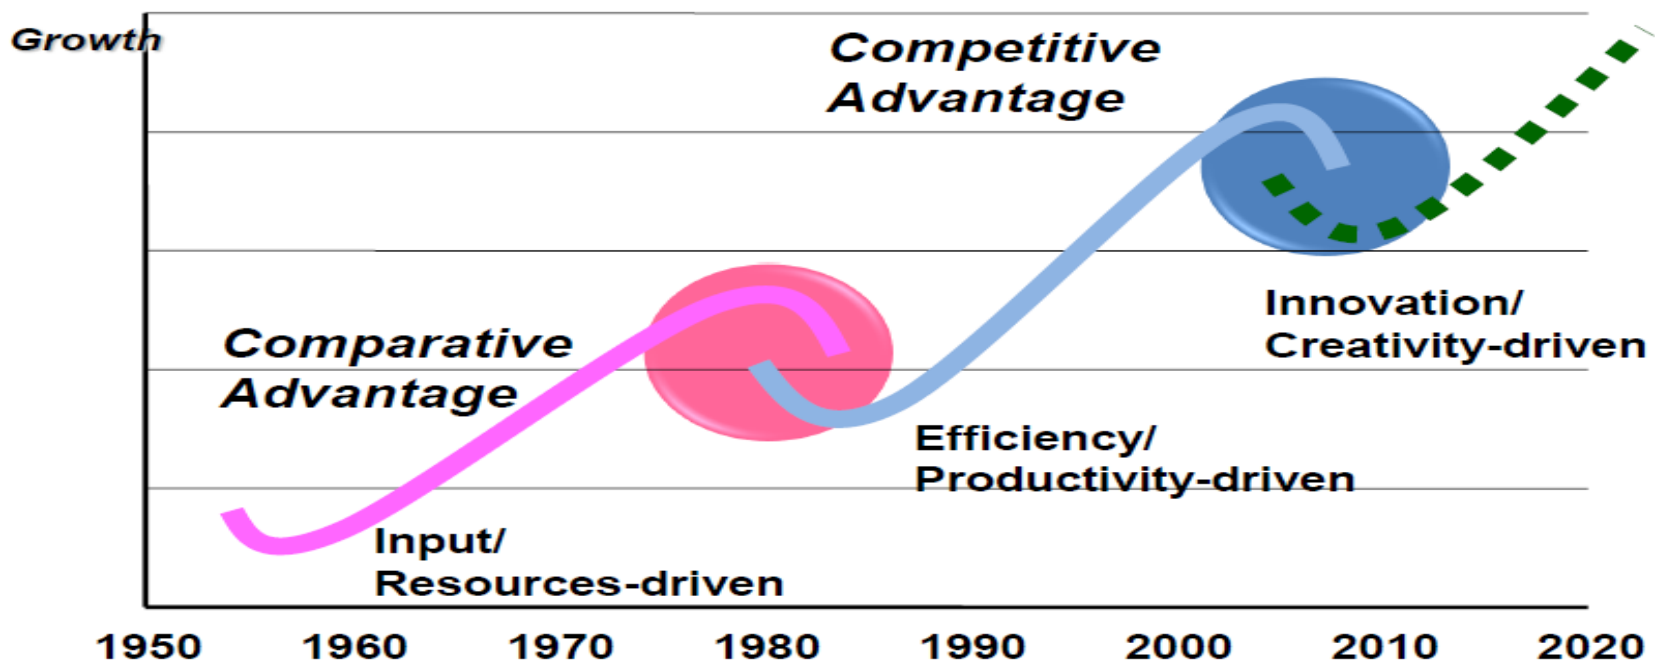 Growth
Competitive
Advantage
Innovation/
Creativity-driven
Comparative
Advantage
Efficiency/
Productivity-driven
Input/
Resources-driven
1950 1960 1970 1980 1990 2000 2010 2020